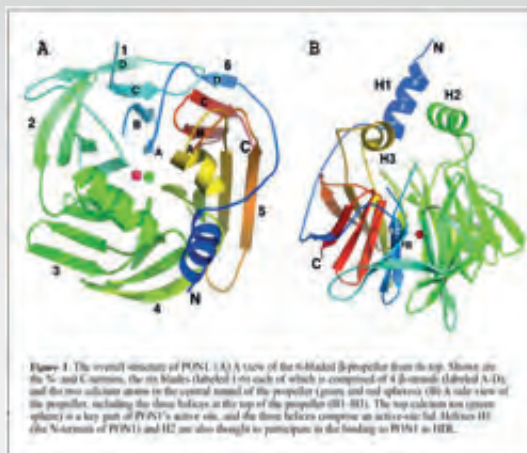 A
1
6
D
D
C
C
2
B
B
A
A
C
5
3
N
4
B
N
H1
H2
H3
C
Figure 1. The overall structure of PON1. (A) A view of the 6-bladed β-propeller from its top. Shown are
the N- and C-termini, the six blades (labeled 1-6) each of which is comprised of 4 β-strands (labeled A-D),
and the two calcium atoms in the central tunnel of the propeller (green and red spheres). (B) A side view of
the propeller, including the three helices at the top of the propeller (H1-H3). The top calcium ion (green
sphere) is a key part of PON1's active site, and the three helices comprise an active-site lid. Helices H1
(the N-terminus of PON1) and H2 are also thought to participate in the binding to PON1 to HDL.